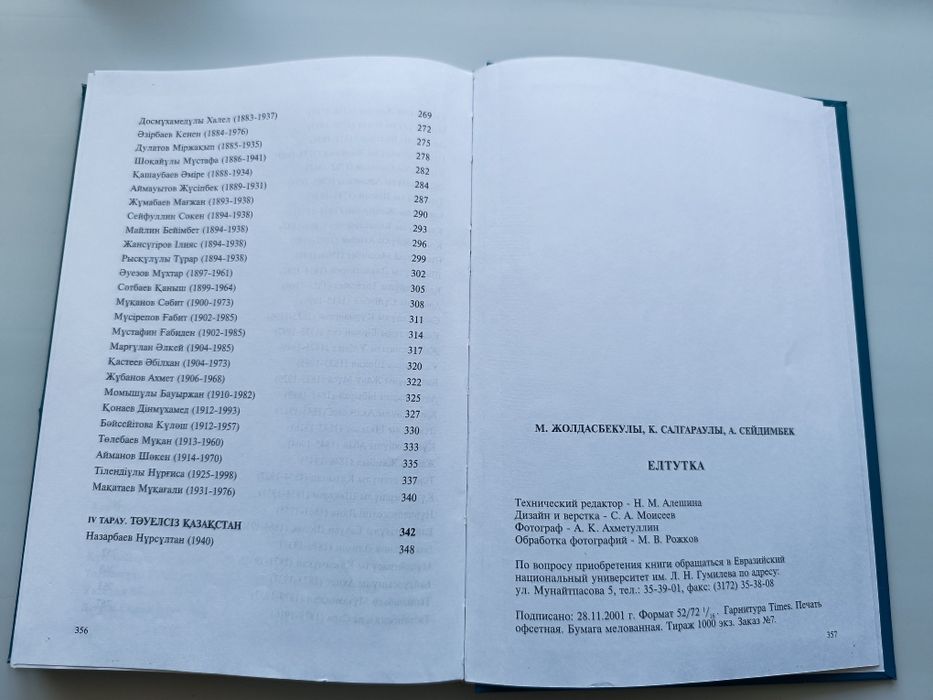 Досмұхамедұлы Халел (1883-1937) 269
Әзірбаев Кенен (1884-1976) 272
Дулатов Міржақып (1885-1935) 275
Шоқайұлы Мұстафа (1886-1941) 278
Қашаубаев Әміре (1888-1934) 282
Аймауытов Жүсіпбек (1889-1931) 284
Жұмабаев Мағжан (1893-1938) 287
Сейфуллин Сәкен (1894-1938) 290
Майлин Бейімбет (1894-1938) 293
Жансүгіров Ілияс (1894-1938) 296
Рысқұлұлы Тұрар (1894-1938) 299
Әуезов Мұхтар (1897-1961) 302
Сәтбаев Қаныш (1899-1964) 305
Мұқанов Сәбит (1900-1973) 308
Мүсірепов Ғабит (1902-1985) 311
Мұстафин Ғабиден (1902-1985) 314
Марғұлан Әлкей (1904-1985) 317
Қастеев Әбілхан (1904-1973) 320
Жұбанов Ахмет (1906-1968) 322
Момышұлы Бауыржан (1910-1982) 325
Қонаев Дінмұхамед (1912-1993) 327
Бәйсейітова Күләш (1912-1957) 330
Төлебаев Мұқан (1913-1960) 333
Айманов Шәкен (1914-1970) 335
Тілендіұлы Нұрғиса (1925-1998) 337
Мақатаев Мұқағали (1931-1976) 340
IV ТАРАУ. ТӘУЕЛСІЗ ҚАЗАҚСТАН 342
Назарбаев Нұрсұлтан (1940) 348
356
М. ЖОЛДАСБЕКУЛЫ, К. САЛГАРАУЛЫ, А. СЕЙДИМБЕК
ЕЛТУТКА
Технический редактор - Н. М. Алешина
Дизайн и верстка - С. А. Моисеев
Фотограф - А. К. Ахметуллин
Обработка фотографий - М. В. Рожков
По вопросу приобретения книги обращаться в Евразийский
национальный университет им. Л. Н. Гумилева по адресу:
ул. Мунайтпасова 5, тел.: 35-39-01, факс: (3172) 35-38-08
Подписано: 28.11.2001 г. Формат 52/72 1/16. Гарнитура Times. Печать
офсетная. Бумага мелованная. Тираж 1000 экз. Заказ №7.
357